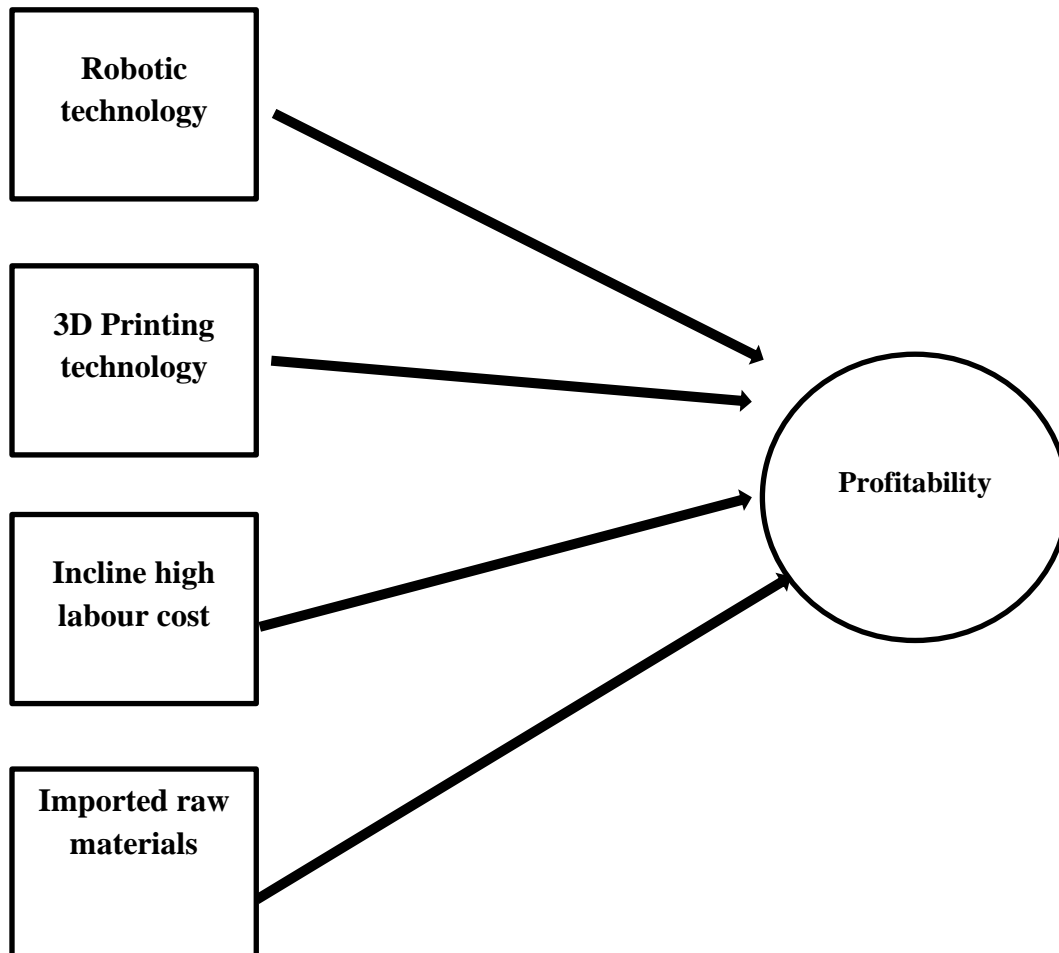 Robotic
technology
3D Printing
technology
Profitability
Incline high
labour cost
Imported raw
materials